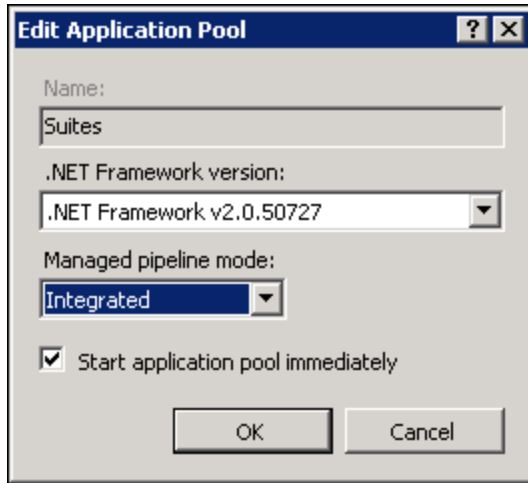 Edit Application Pool
Name:
Suites
.NET Framework version:
.NET Framework v2.0.50727
Managed pipeline mode:
Integrated
Start application pool immediately
OK Cancel